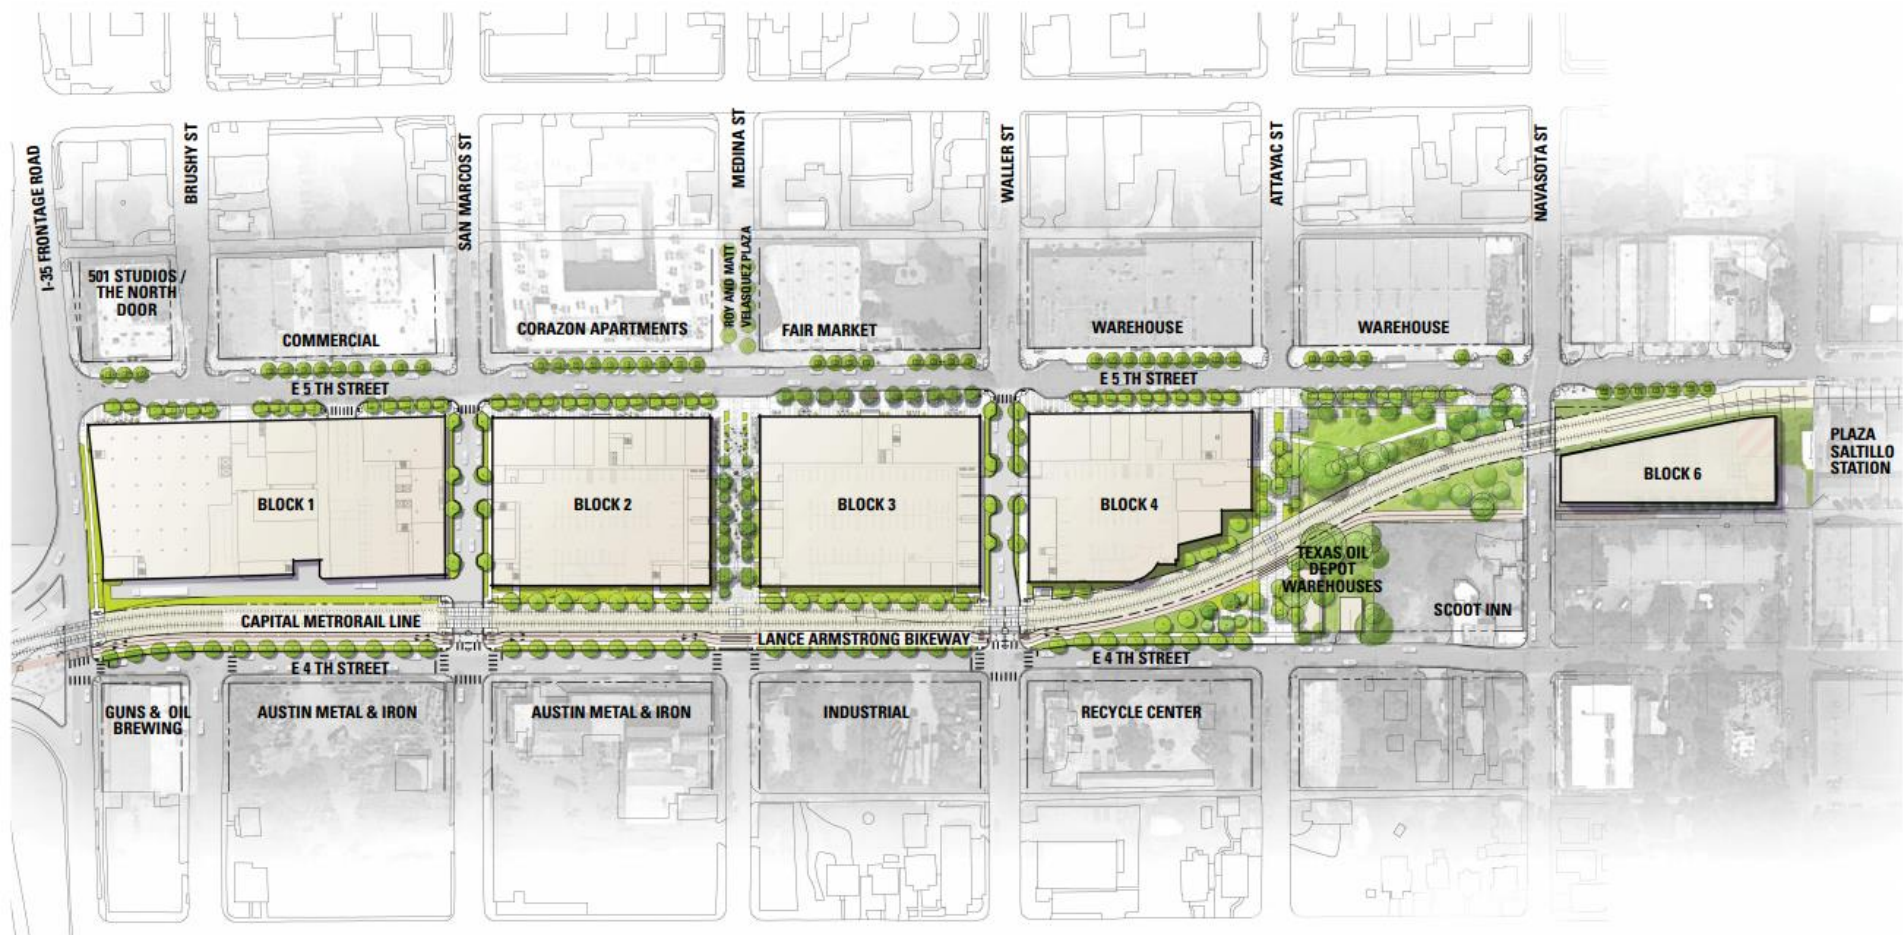 I-35 FRONTAGE ROAD
BRUSHY ST
SAN MARCOS ST
MEDINA ST
WALLER ST
ATTAYAC ST
NAVASOTA ST
501 STUDIOS /
THE NORTH
DOOR
COMMERCIAL
CORAZON APARTMENTS
ROY AND MATT
VELASQUEZ PLAZA
FAIR MARKET
WAREHOUSE
WAREHOUSE
E 5 TH STREET
E 5 TH STREET
BLOCK 1
BLOCK 2
BLOCK 3
BLOCK 4
BLOCK 6
PLAZA
SALTILLO
STATION
TEXAS OIL
DEPOT
WAREHOUSES
SCOOT INN
CAPITAL METRORAIL LINE
LANCE ARMSTRONG BIKEWAY
E 4 TH STREET
E 4 TH STREET
GUNS & OIL
BREWING
AUSTIN METAL & IRON
AUSTIN METAL & IRON
INDUSTRIAL
RECYCLE CENTER